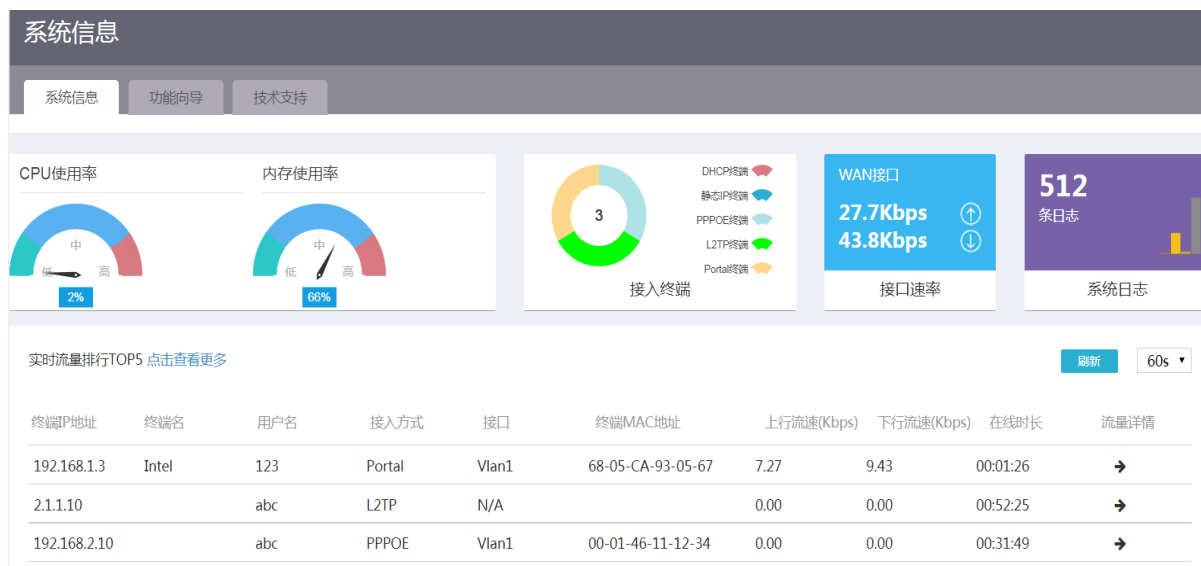 系统信息
系统信息 功能向导 技术支持
CPU使用率
中
低 高
2%
内存使用率
中
低 高
66%
3
DHCP终端
静态IP终端
PPPOE终端
L2TP终端
Portal终端
接入终端
WAN接口
27.7Kbps
43.8Kbps
接口速率
512
条日志
系统日志
实时流量排行TOP5 点击查看更多 刷新 60s
终端IP地址 终端名 用户名 接入方式 接口 终端MAC地址 上行流速(Kbps) 下行流速(Kbps) 在线时长 流量详情
192.168.1.3 Intel 123 Portal Vlan1 68-05-CA-93-05-67 7.27 9.43 00:01:26
2.1.1.10 abc L2TP N/A 0.00 0.00 00:52:25
192.168.2.10 abc PPPOE Vlan1 00-01-46-11-12-34 0.00 0.00 00:31:49